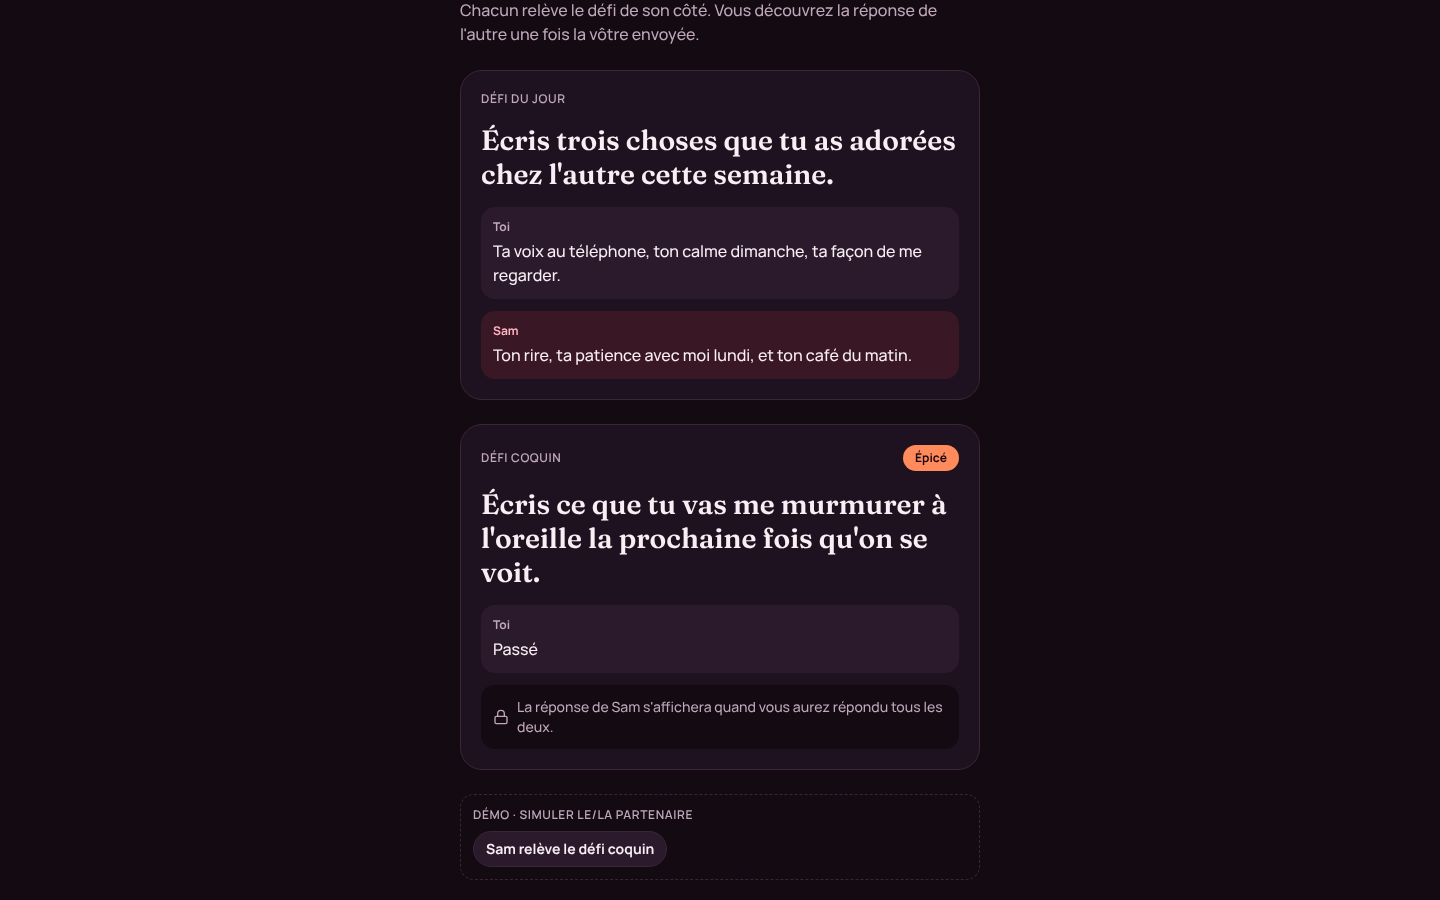 Chacun relève le défi de son côté. Vous découvrez la réponse de
l'autre une fois la vôtre envoyée.
DÉFI DU JOUR
Écris trois choses que tu as adorées
chez l'autre cette semaine.
Toi
Ta voix au téléphone, ton calme dimanche, ta façon de me
regarder.
Sam
Ton rire, ta patience avec moi lundi, et ton café du matin.
DÉFI COQUIN
Épicé
Écris ce que tu vas me murmurer à
l'oreille la prochaine fois qu'on se
voit.
Toi
Passé
La réponse de Sam s'affichera quand vous aurez répondu tous les
deux.
DÉMO · SIMULER LE/LA PARTENAIRE
Sam relève le défi coquin